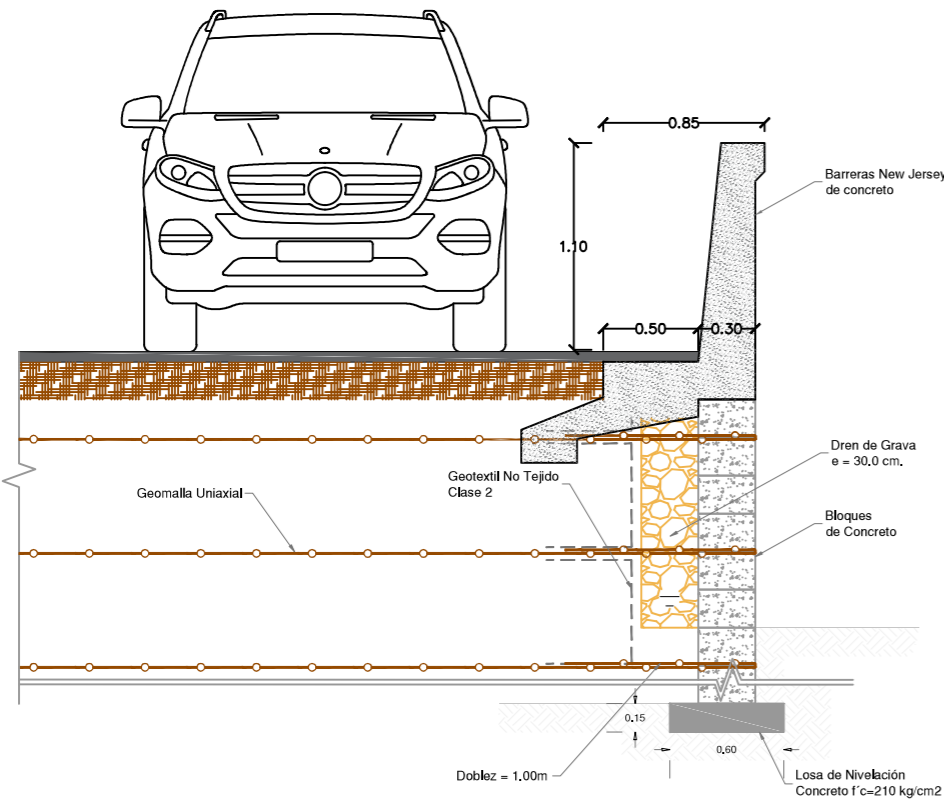 0.85
Barreras New Jersey
de concreto
1.10
0.50
0.30
Dren de Grava
e = 30.0 cm.
Geotextil No Tejido
Clase 2
Geomalla Uniaxial
Bloques
de Concreto
0.15
0.60
Doblez = 1.00m
Losa de Nivelación
Concreto f´c=210 kg/cm2